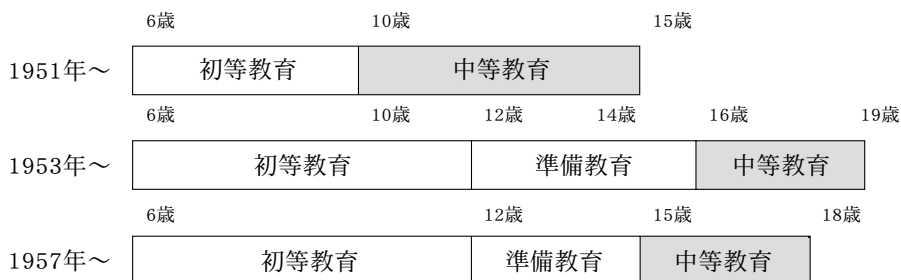 6歳 10歳 15歳
1951年～ 初等教育 中等教育
6歳 10歳 12歳 14歳 16歳 19歳
1953年～ 初等教育 準備教育 中等教育
6歳 12歳 15歳 18歳
1957年～ 初等教育 準備教育 中等教育